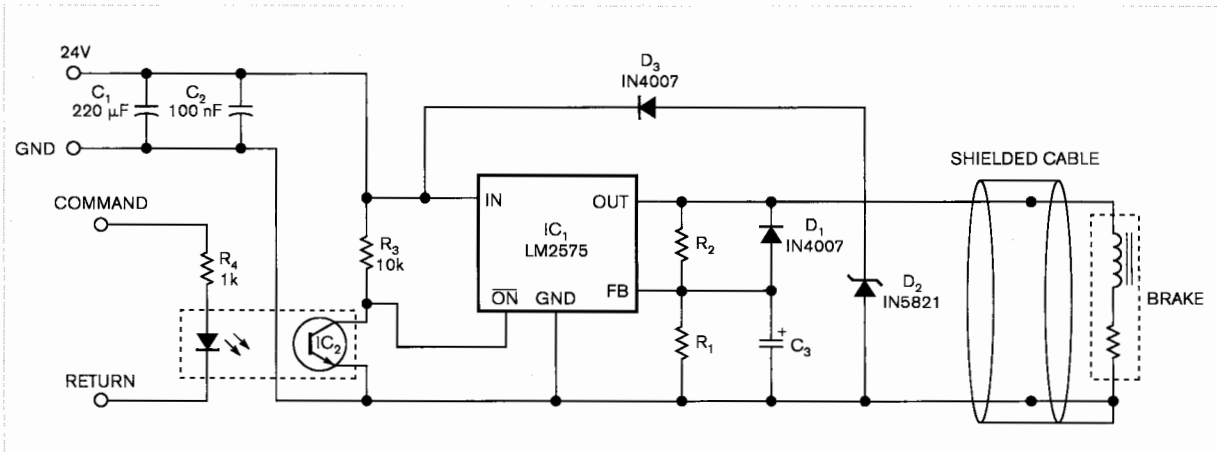 24V
C1
220 µF
C2
100 nF
GND
COMMAND
R4
1k
RETURN
IC2
R3
10k
IN
OUT
IC1
LM2575
ON GND
FB
D3
IN4007
R2
R1
D1
IN4007
+
C3
D2
IN5821
SHIELDED CABLE
BRAKE